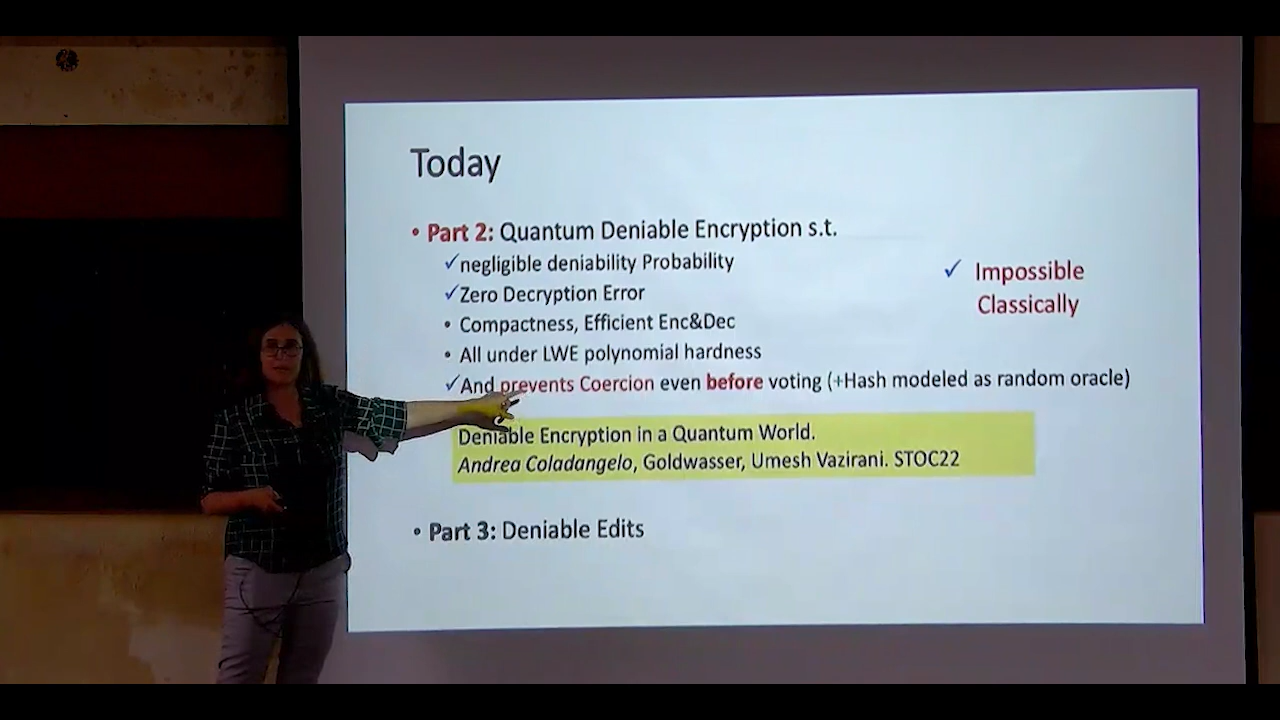 Today
• Part 2: Quantum Deniable Encryption s.t.
✓negligible deniability Probability
✓Zero Decryption Error
• Compactness, Efficient Enc&Dec
• All under LWE polynomial hardness
✓And prevents Coercion even before voting (+Hash modeled as random oracle)
✓ Impossible
Classically
Deniable Encryption in a Quantum World.
Andrea Coladangelo, Goldwasser, Umesh Vazirani. STOC22
• Part 3: Deniable Edits